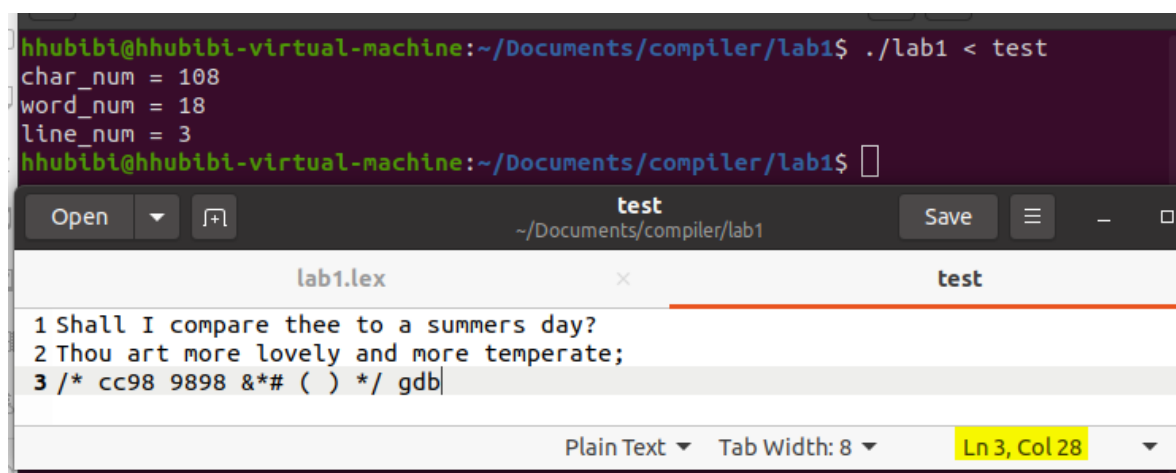 hhubibi@hhubibi-virtual-machine:~/Documents/compiler/lab1$ ./lab1 < test
char_num = 108
word_num = 18
line_num = 3
hhubibi@hhubibi-virtual-machine:~/Documents/compiler/lab1$
Open test Save
~/Documents/compiler/lab1
lab1.lex × test
1 Shall I compare thee to a summers day?
2 Thou art more lovely and more temperate;
3 /* cc98 9898 &*# ( ) */ gdb
Plain Text Tab Width: 8 Ln 3, Col 28